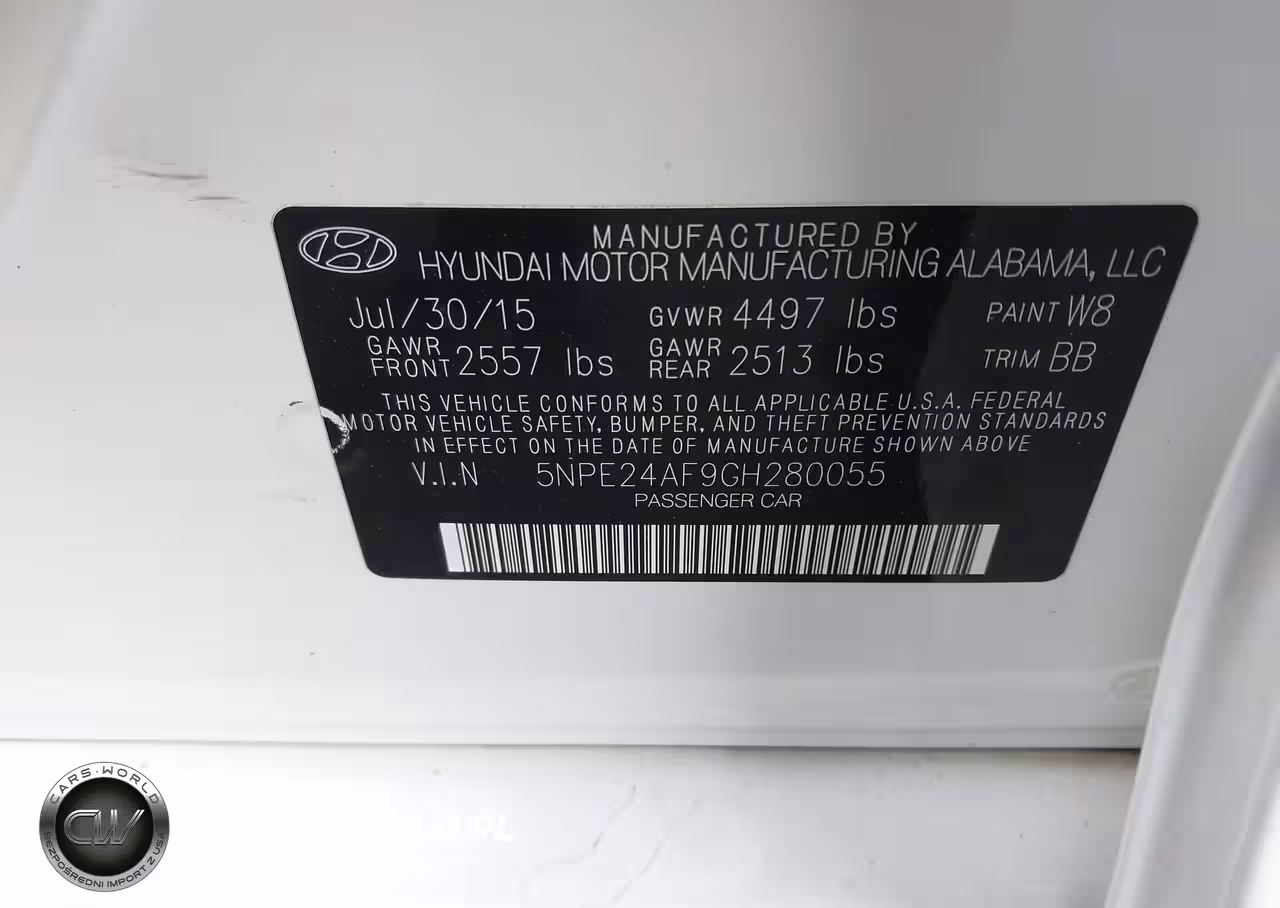 MANUFACTURED BY
HYUNDAI MOTOR MANUFACTURING ALABAMA, LLC
Jul/30/15 GVWR 4497 lbs PAINT W8
GAWR FRONT 2557 lbs GAWR REAR 2513 lbs TRIM BB
THIS VEHICLE CONFORMS TO ALL APPLICABLE U.S.A. FEDERAL
MOTOR VEHICLE SAFETY, BUMPER, AND THEFT PREVENTION STANDARDS
IN EFFECT ON THE DATE OF MANUFACTURE SHOWN ABOVE
V.I.N 5NPE24AF9GH280055
PASSENGER CAR
CARS-WORLD
CW
BEZPOŚREDNI IMPORT Z USA